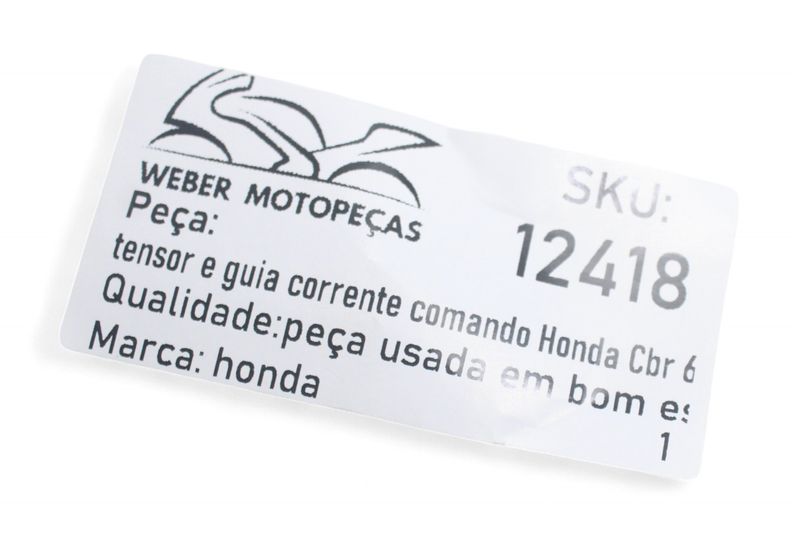 WEBER MOTOPEÇAS
SKU:
12418
Peça:
tensor e guia corrente comando Honda Cbr 6
Qualidade:peça usada em bom es
Marca: honda
1